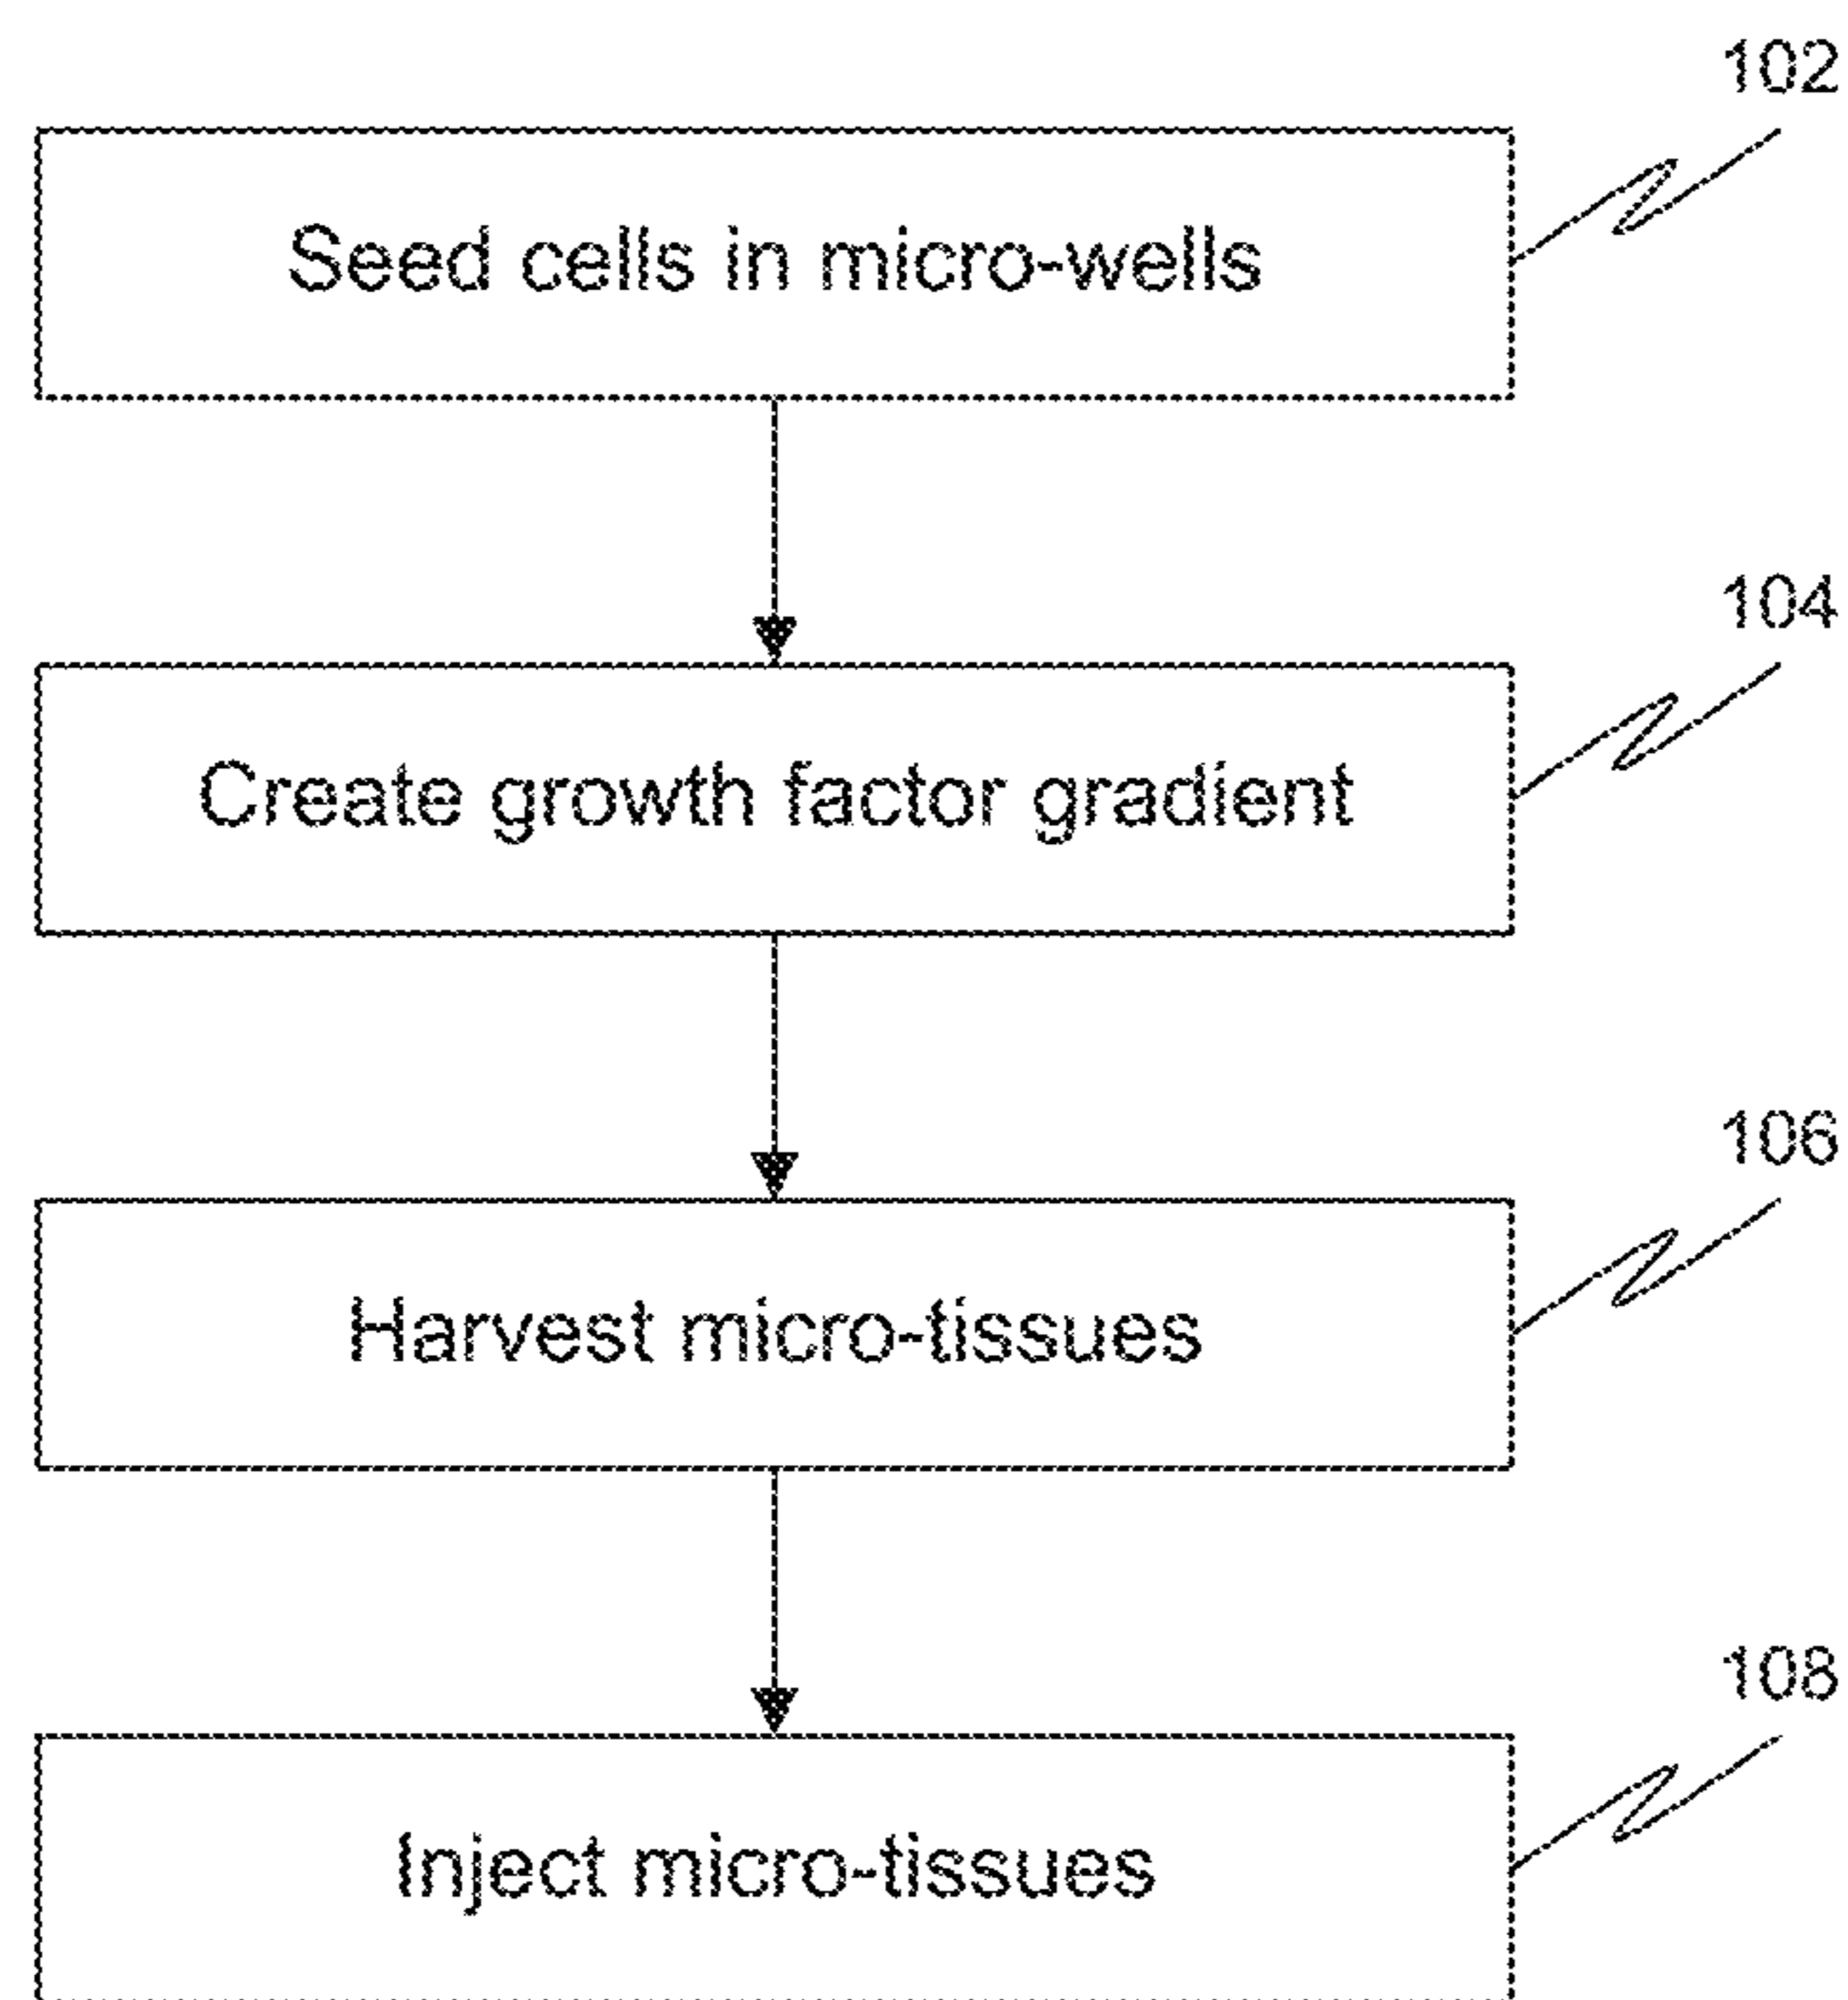 102
Seed cells in micro-wells
104
Create growth factor gradient
106
Harvest micro-tissues
108
Inject micro-tissues